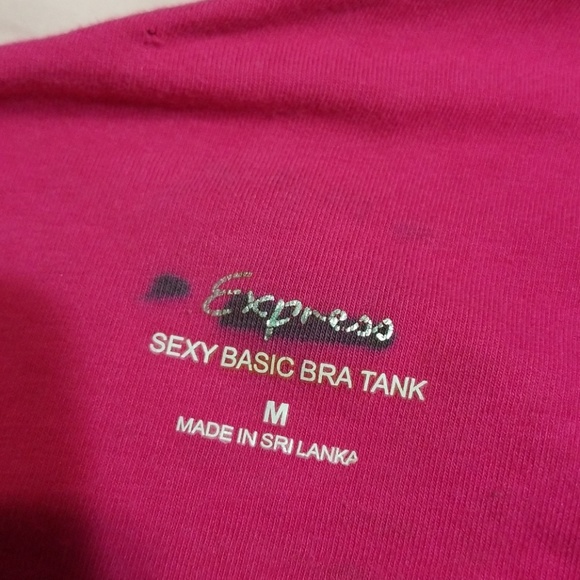 Express
SEXY BASIC BRA TANK
M
MADE IN SRI LANKA